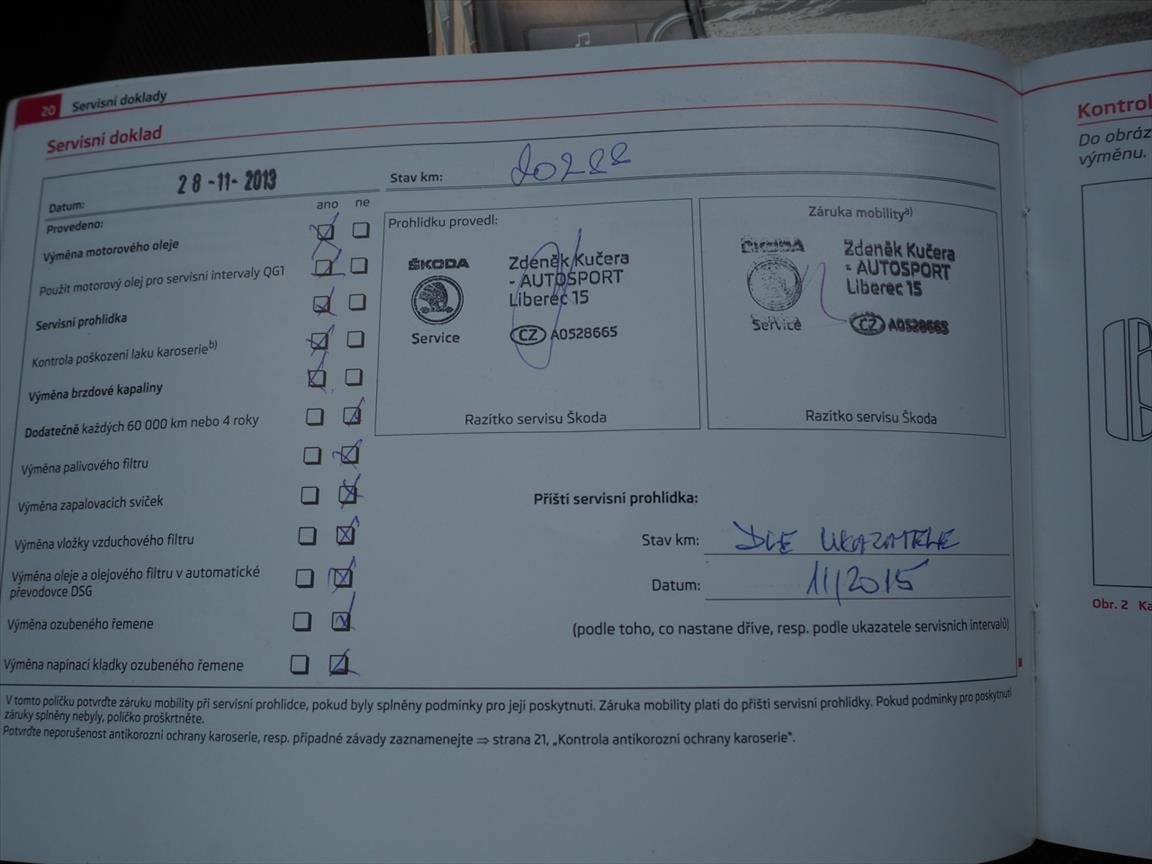 20 Servisní doklady
Servisní doklad
Datum: 28-11-2013
Stav km: 20288
Provedeno:
ano ne
Výměna motorového oleje
Použit motorový olej pro servisní intervaly QG1
Servisní prohlídka
Kontrola poškození laku karoserieb)
Výměna brzdové kapaliny
Dodatečně každých 60 000 km nebo 4 roky
Výměna palivového filtru
Výměna zapalovacích svíček
Výměna vložky vzduchového filtru
Výměna oleje a olejového filtru v automatické
převodovce DSG
Výměna ozubeného řemene
Výměna napínací kladky ozubeného řemene
Prohlídku provedl:
ŠKODA
Service
Zdeněk Kučera
- AUTOSPORT
Liberec 15
CZ A0528665
Razítko servisu Škoda
Záruka mobilitya)
ŠKODA
Service
Zdeněk Kučera
- AUTOSPORT
Liberec 15
CZ A0528665
Razítko servisu Škoda
Příští servisní prohlídka:
Stav km: DLE UKAZATELE
Datum: 11/2015
(podle toho, co nastane dříve, resp. podle ukazatele servisních intervalů)
V tomto políčku potvrďte záruku mobility při servisní prohlídce, pokud byly splněny podmínky pro její poskytnutí. Záruka mobility platí do příští servisní prohlídky. Pokud podmínky pro poskytnutí
záruky splněny nebyly, políčko proškrtněte.
Potvrďte neporušenost antikorozní ochrany karoserie, resp. případné závady zaznamenejte ⇒ strana 21, „Kontrola antikorozní ochrany karoserie“.
Kontrol
Do obráz
výměnu.
Obr. 2 Ka